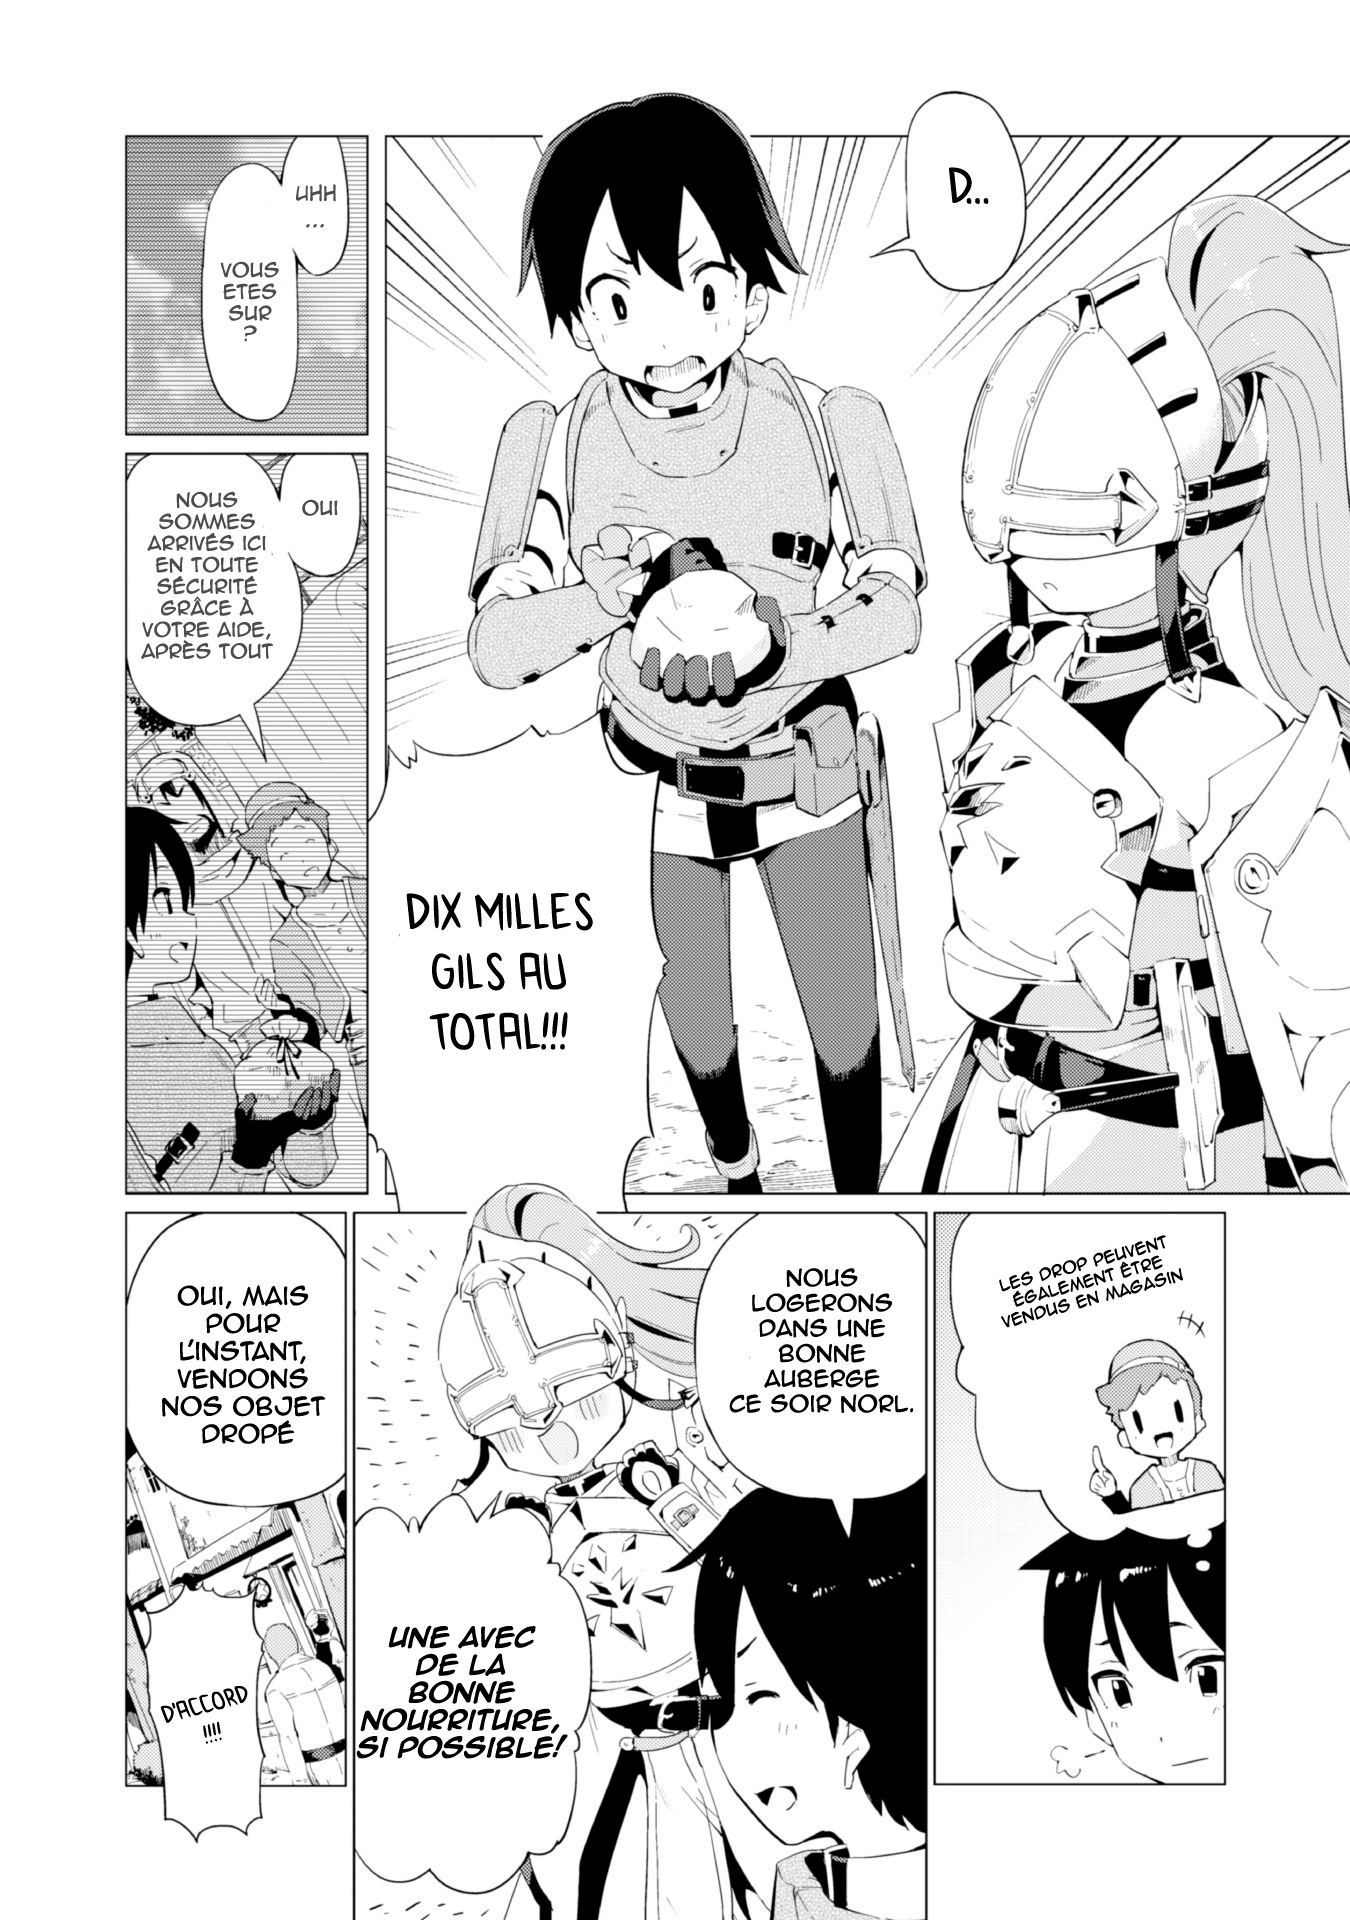 D...
DIX MILLES
GILS AU
TOTAL!!!
UHH
...
VOUS
ETES
SUR
?
OUI
NOUS
SOMMES
ARRIVÉS ICI
EN TOUTE
SÉCURITÉ
GRÂCE À
VOTRE AIDE,
APRÈS TOUT
LES DROP PEUVENT
ÉGALEMENT ÊTRE
VENDUS EN MAGASIN
NOUS
LOGERONS
DANS UNE
BONNE
AUBERGE
CE SOIR NORL.
UNE AVEC
DE LA
BONNE
NOURRITURE,
SI POSSIBLE!
OUI, MAIS
POUR
L'INSTANT,
VENDONS
NOS OBJET
DROPÉ
D'ACCORD
!!!!